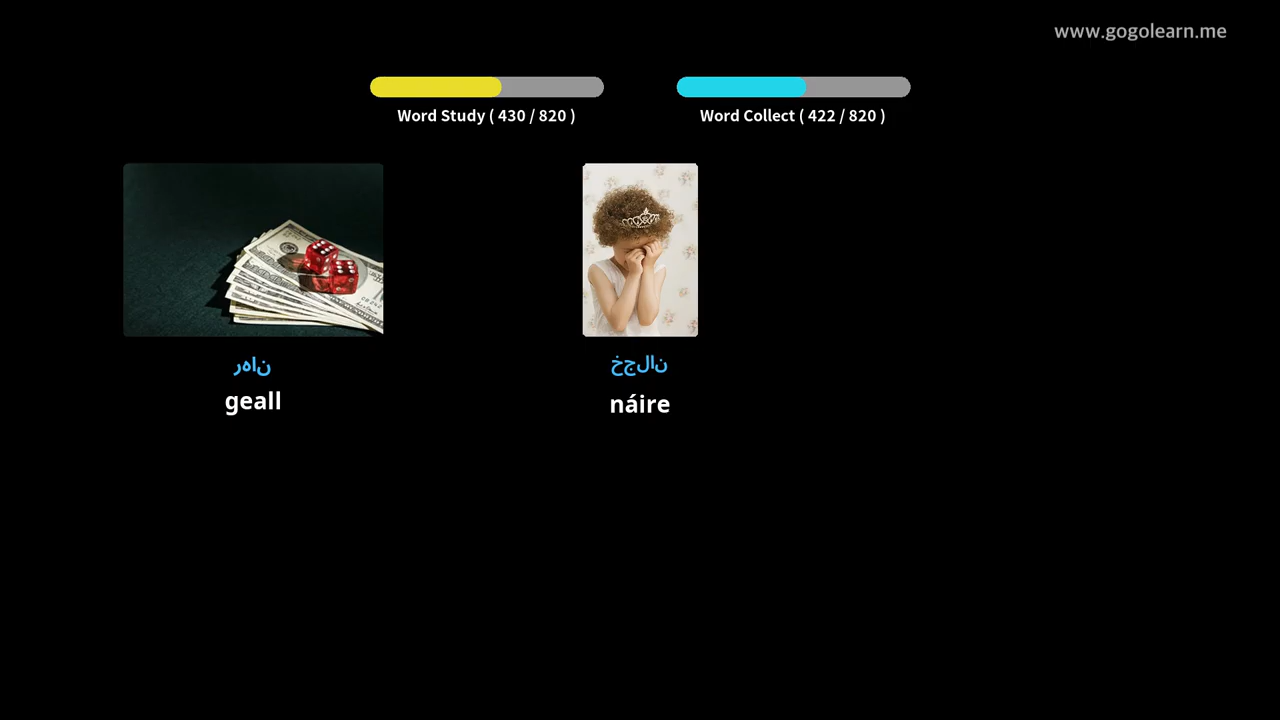 www.gogolearn.me
Word Study ( 430 / 820 )
Word Collect ( 422 / 820 )
رهان
geall
خجلان
náire